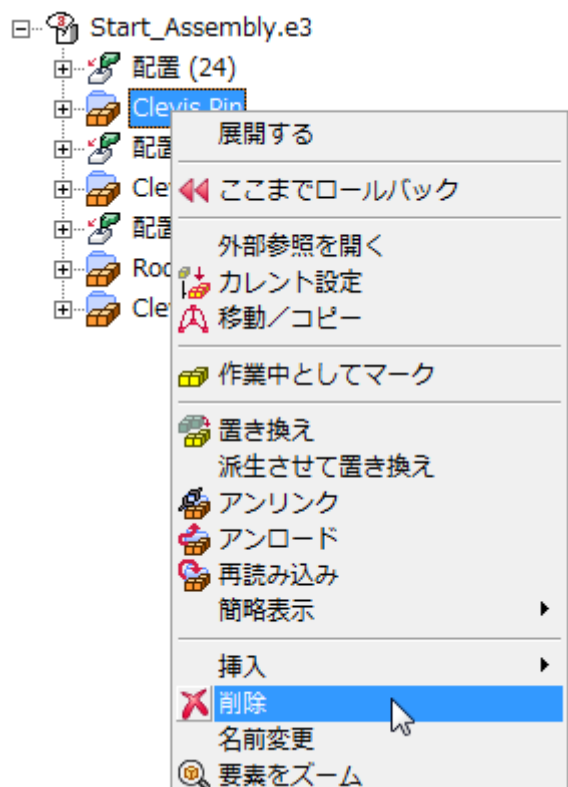 Start_Assembly.e3
配置 (24)
Clevis Pin
展開する
配置
ここまでロールバック
Cle
配置
外部参照を開く
カレント設定
Rod
移動／コピー
Cle
作業中としてマーク
置き換え
派生させて置き換え
アンリンク
アンロード
再読み込み
簡略表示
挿入
削除
名前変更
要素をズーム